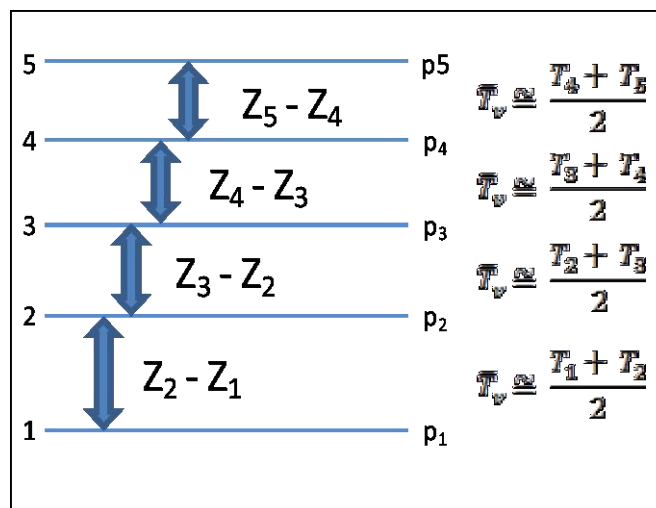 5 p5
Z₅ - Z₄ T̄ᵥ ≅ (T₄ + T₅)/2
4 p₄
Z₄ - Z₃ T̄ᵥ ≅ (T₃ + T₄)/2
3 p₃
Z₃ - Z₂ T̄ᵥ ≅ (T₂ + T₃)/2
2 p₂
Z₂ - Z₁ T̄ᵥ ≅ (T₁ + T₂)/2
1 p₁